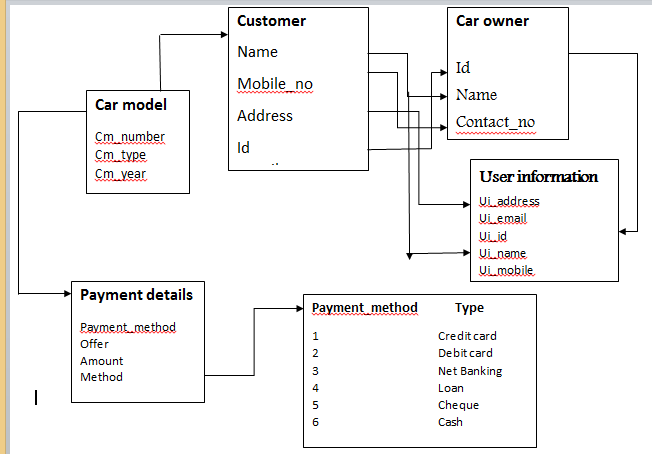 Customer
Name
Mobile_no
Address
Id
Car owner
Id
Name
Contact_no
Car model
Cm_number
Cm_type
Cm_year
User information
Ui_address
Ui_email
Ui_id
Ui_name
Ui_mobile
Payment details
Payment_method
Offer
Amount
Method
Payment_method Type
1 Credit card
2 Debit card
3 Net Banking
4 Loan
5 Cheque
6 Cash